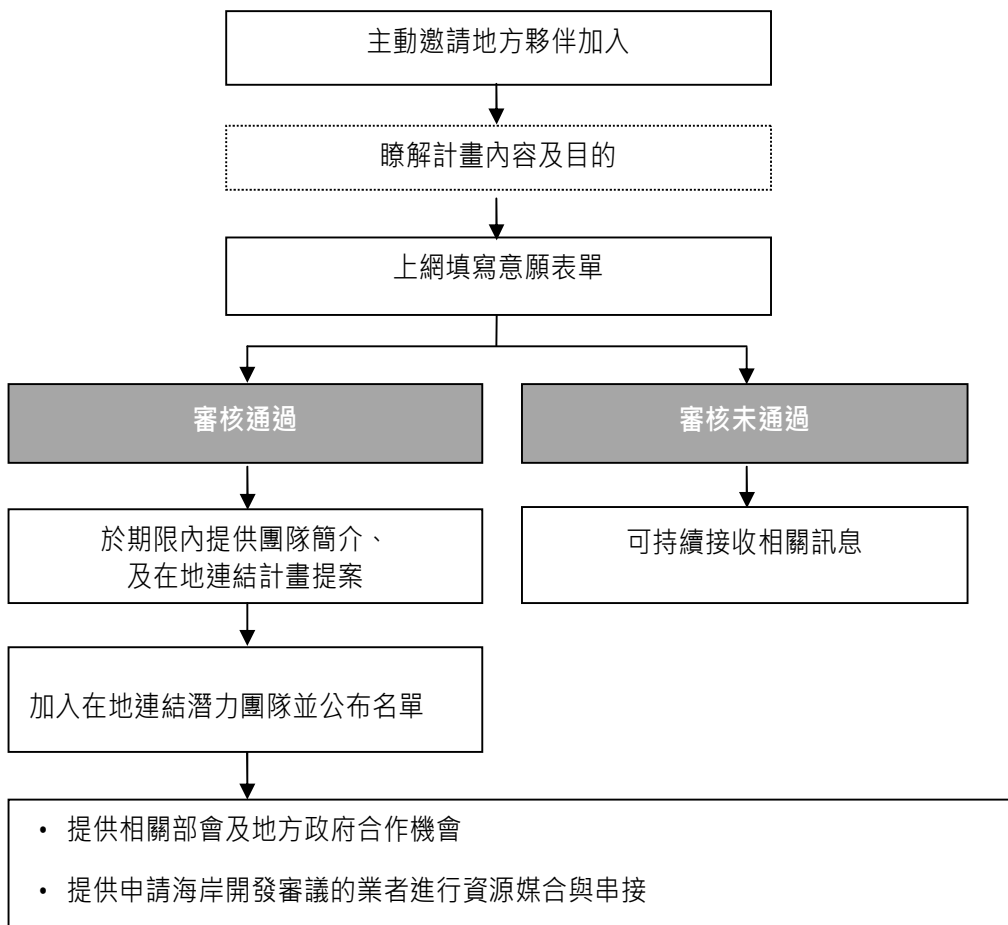 主動邀請地方夥伴加入
瞭解計畫內容及目的
上網填寫意願表單
審核通過
審核未通過
於期限內提供團隊簡介、
及在地連結計畫提案
可持續接收相關訊息
加入在地連結潛力團隊並公布名單
• 提供相關部會及地方政府合作機會
• 提供申請海岸開發審議的業者進行資源媒合與串接